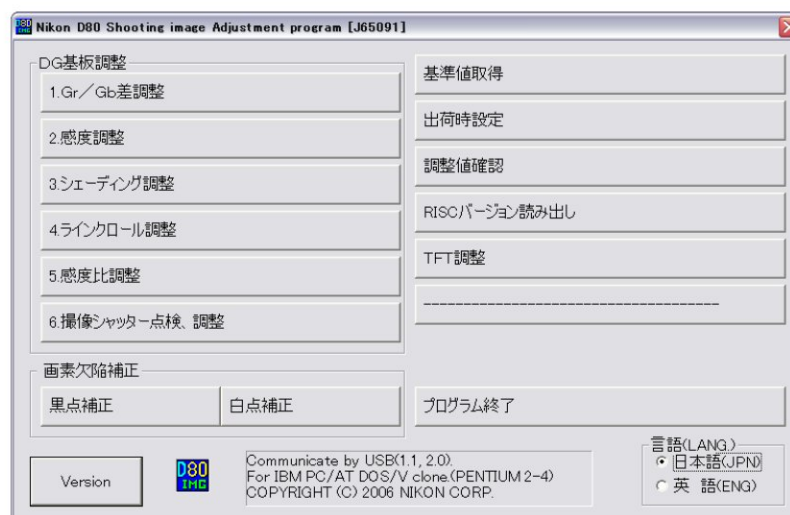 Nikon D80 Shooting image Adjustment program [J65091]
DG基板調整
1.Gr／Gb差調整
2.感度調整
3.シェーディング調整
4.ラインクロール調整
5.感度比調整
6.撮像シャッター点検、調整
画素欠陥補正
黒点補正
白点補正
基準値取得
出荷時設定
調整値確認
RISCバージョン読み出し
TFT調整
-------------------------------------
プログラム終了
Version
D80
IMG
Communicate by USB(1.1, 2.0).
For IBM PC/AT DOS/V clone.(PENTIUM 2-4)
COPYRIGHT (C) 2006 NIKON CORP.
言語(LANG.)
日本語(JPN)
英 語(ENG)